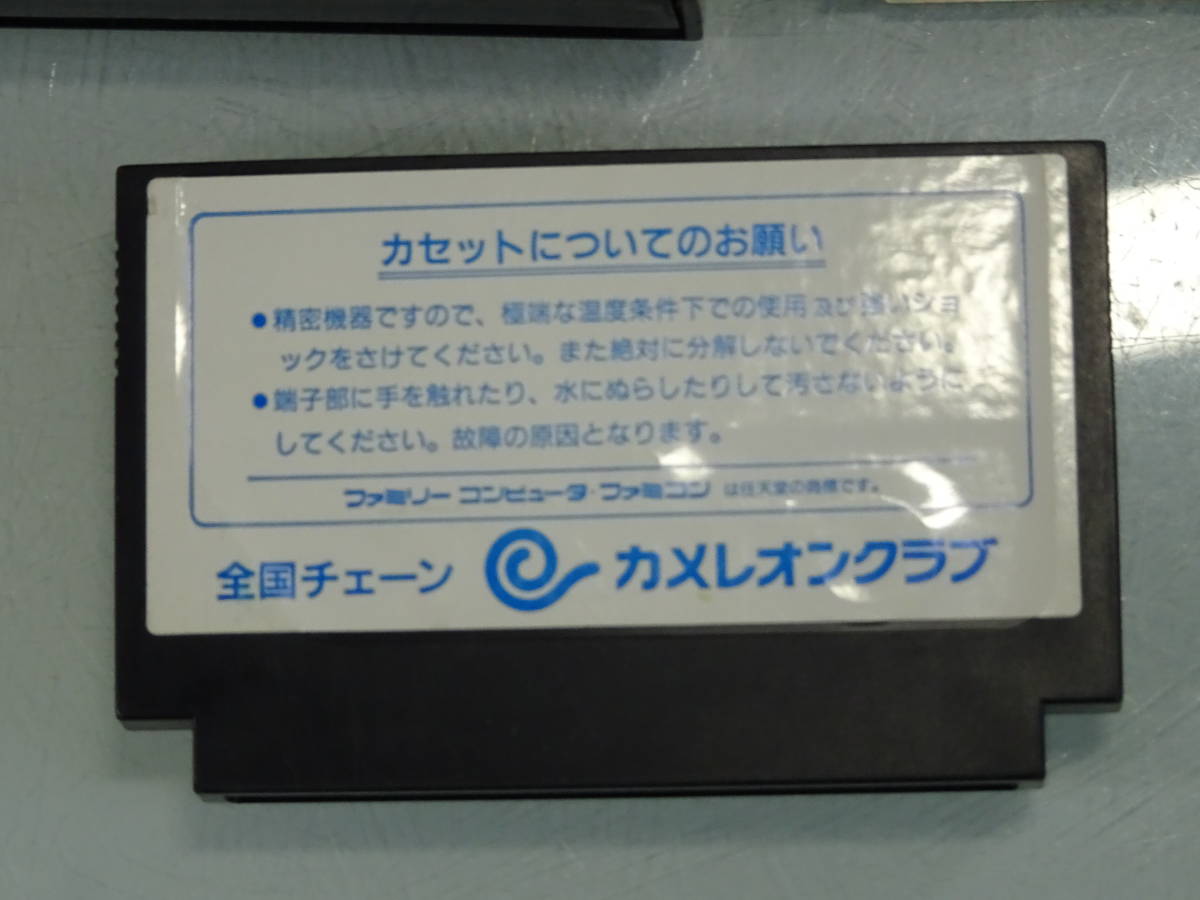 カセットについてのお願い
●精密機器ですので、極端な温度条件下での使用及び強いショ
ックをさけてください。また絶対に分解しないでください。
●端子部に手を触れたり、水にぬらしたりして汚さないように
してください。故障の原因となります。
ファミリーコンピュータ・ファミコン は任天堂の商標です。
全国チェーン カメレオンクラブ